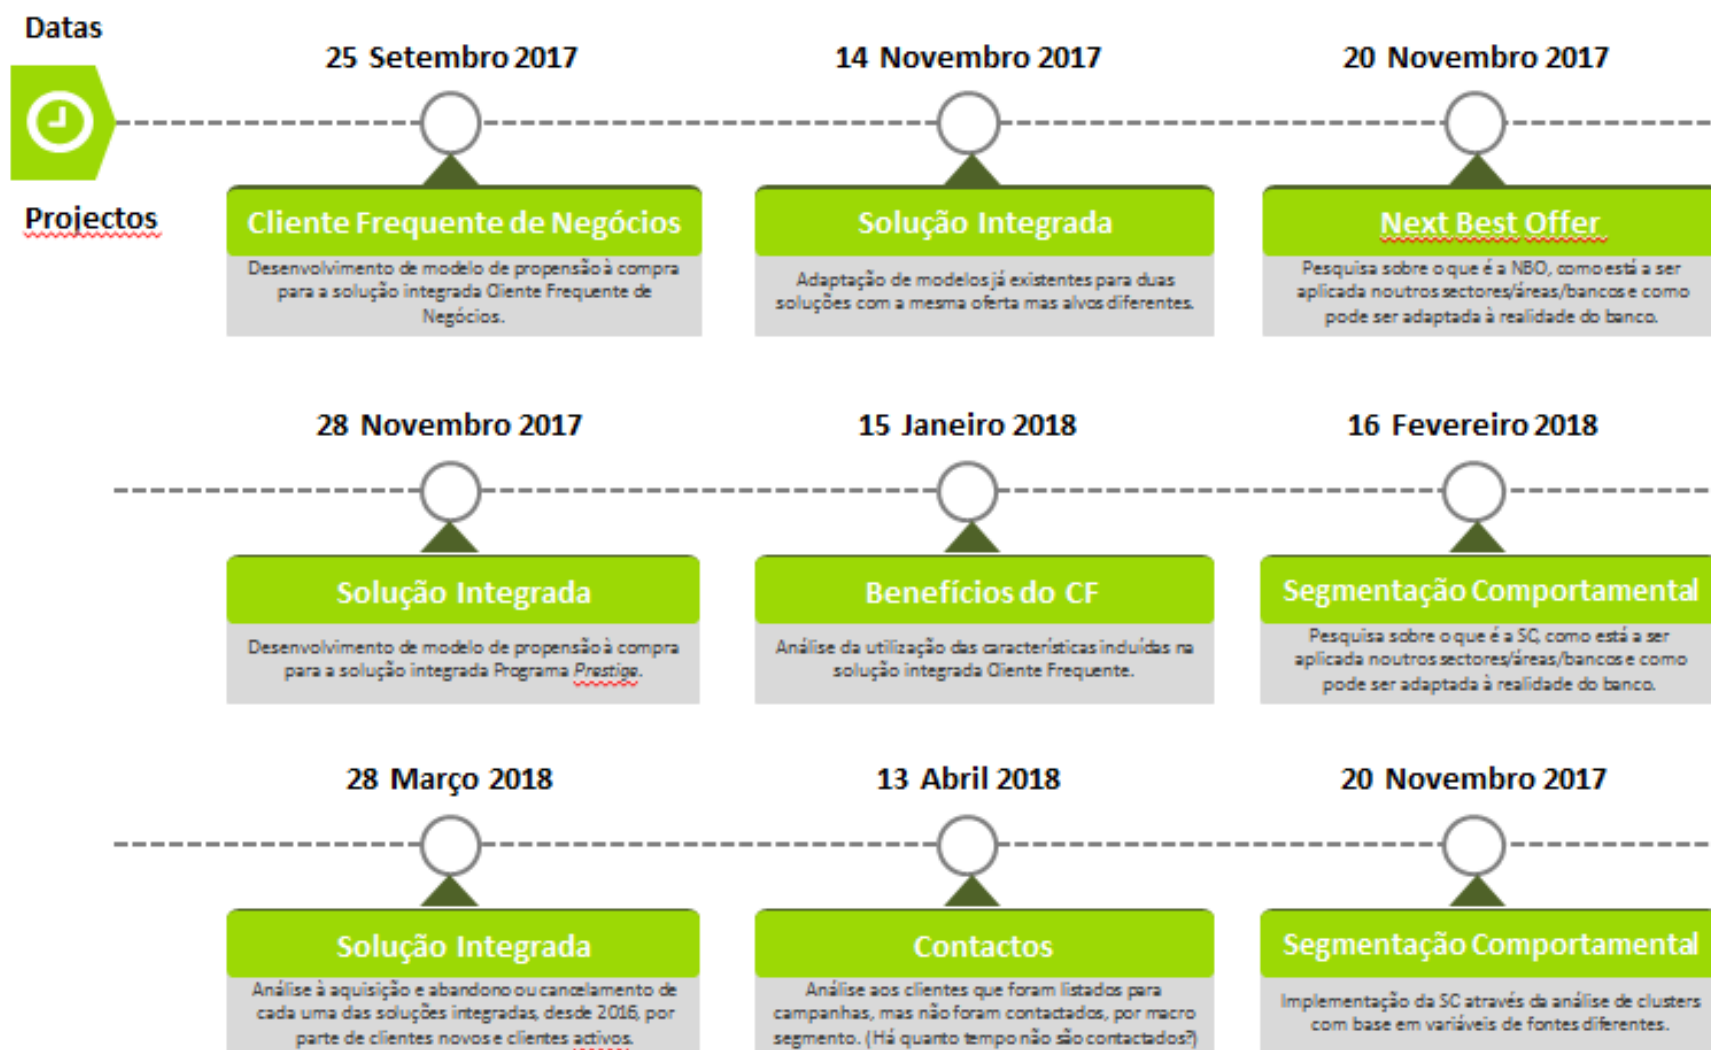 Datas
25 Setembro 2017
14 Novembro 2017
20 Novembro 2017
Projectos
Cliente Frequente de Negócios
Desenvolvimento de modelo de propensão à compra
para a solução integrada Cliente Frequente de
Negócios.
Solução Integrada
Adaptação de modelos já existentes para duas
soluções com a mesma oferta mas alvos diferentes.
Next Best Offer
Pesquisa sobre o que é a NBO, como está a ser
aplicada noutros sectores/áreas/bancos e como
pode ser adaptada à realidade do banco.
28 Novembro 2017
15 Janeiro 2018
16 Fevereiro 2018
Solução Integrada
Desenvolvimento de modelo de propensão à compra
para a solução integrada Programa Prestige.
Benefícios do CF
Análise da utilização das características incluídas na
solução integrada Cliente Frequente.
Segmentação Comportamental
Pesquisa sobre o que é a SC, como está a ser
aplicada noutros sectores/áreas/bancos e como
pode ser adaptada à realidade do banco.
28 Março 2018
13 Abril 2018
20 Novembro 2017
Solução Integrada
Análise à aquisição e abandono ou cancelamento de
cada uma das soluções integradas, desde 2016, por
parte de clientes novos e clientes activos.
Contactos
Análise aos clientes que foram listados para
campanhas, mas não foram contactados, por macro
segmento. (Há quanto tempo não são contactados?)
Segmentação Comportamental
Implementação da SC através da análise de clusters
com base em variáveis de fontes diferentes.